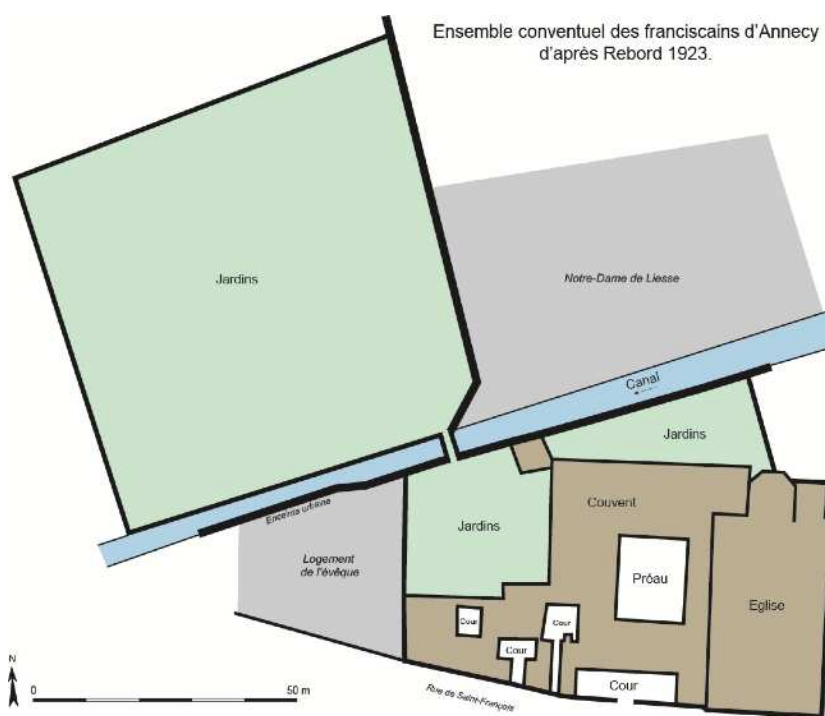 Ensemble conventuel des franciscains d'Annecy
d'après Rebord 1923.
Jardins
Notre-Dame de Liesse
Canal
Jardins
Enceinte urbaine
Couvent
Jardins
Logement
de l'évêque
Préau
Eglise
Cour
Cour
Cour
Cour
Rue de Saint-François
N
0
50 m